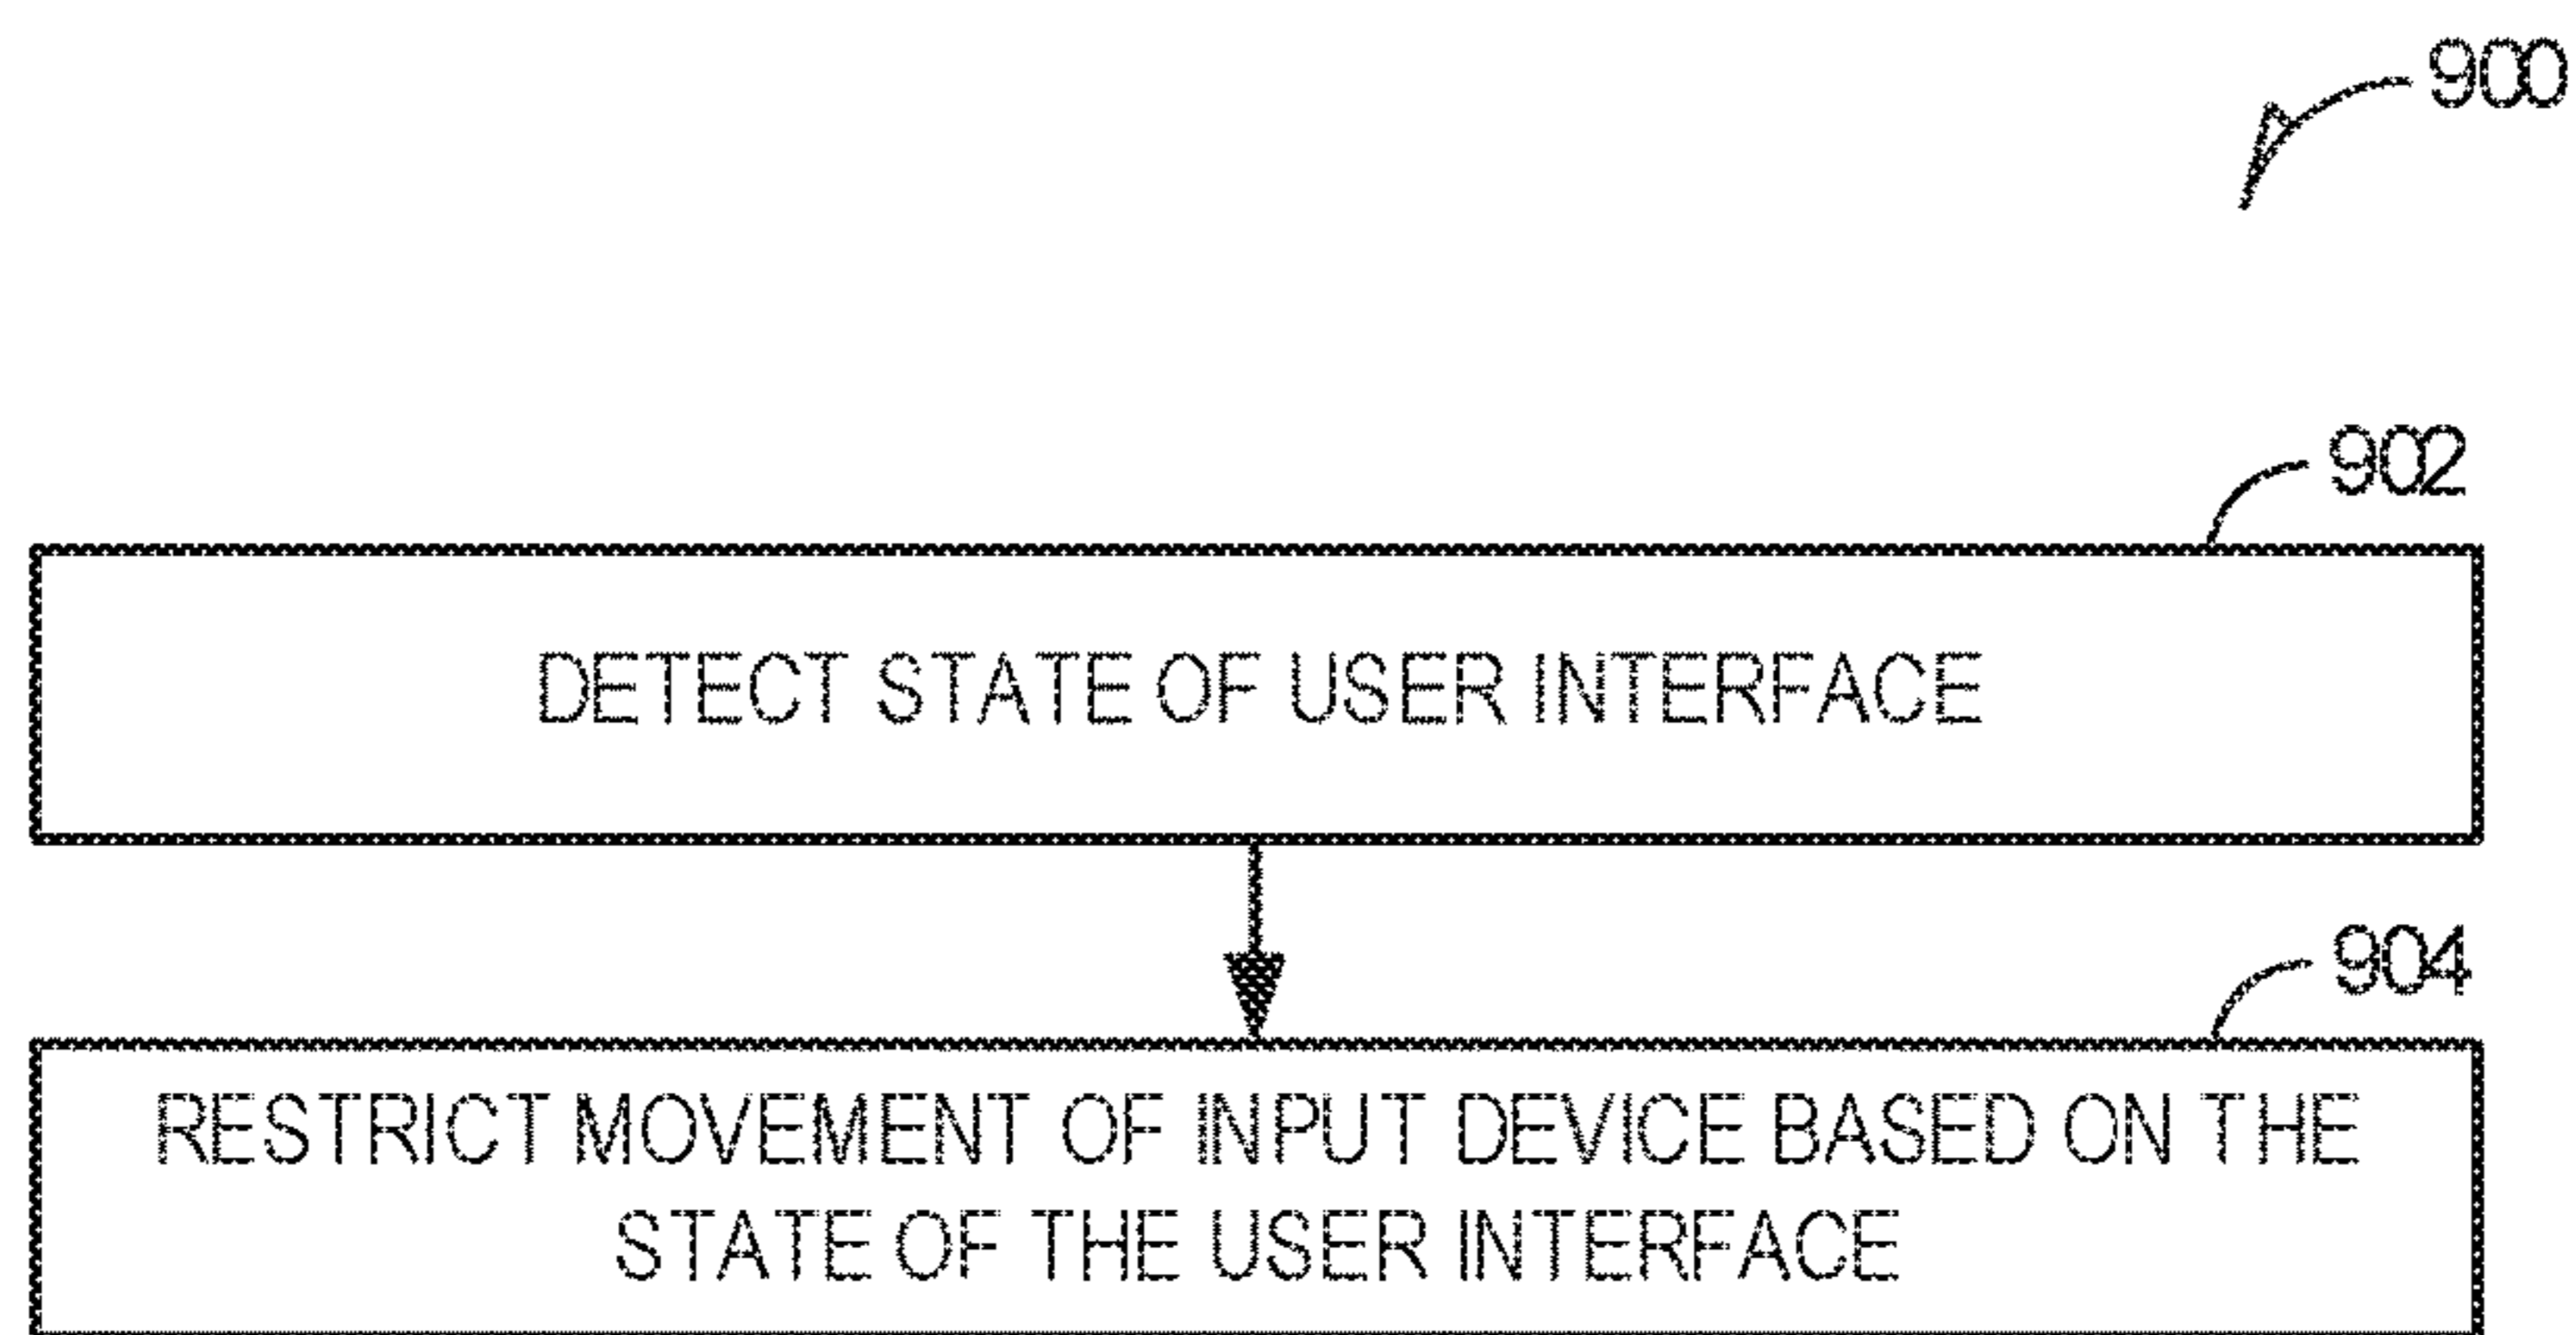 900
902
DETECT STATE OF USER INTERFACE
904
RESTRICT MOVEMENT OF INPUT DEVICE BASED ON THE
STATE OF THE USER INTERFACE